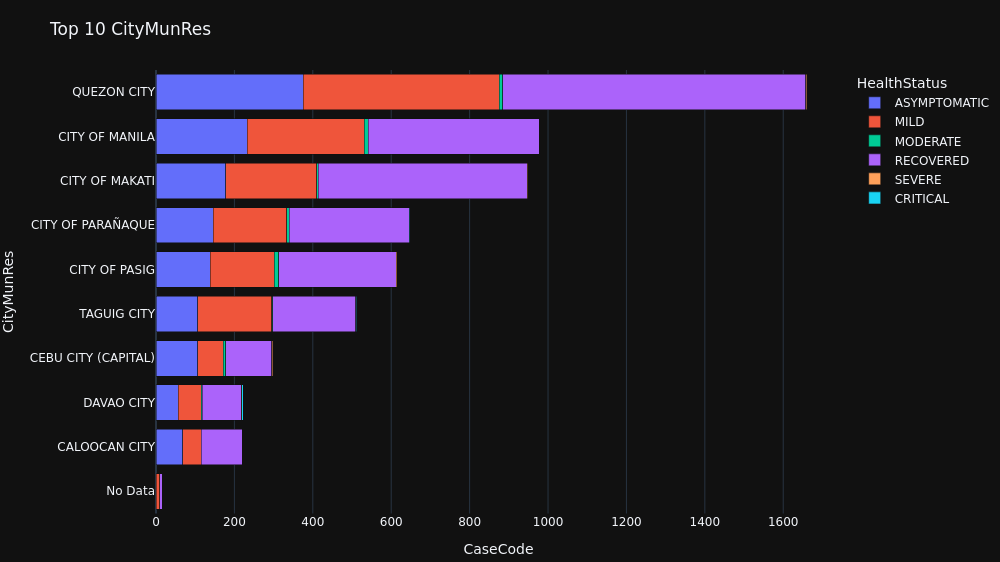 Top 10 CityMunRes
QUEZON CITY
CITY OF MANILA
CITY OF MAKATI
CITY OF PARAÑAQUE
CITY OF PASIG
TAGUIG CITY
CEBU CITY (CAPITAL)
DAVAO CITY
CALOOCAN CITY
No Data
CityMunRes
0 200 400 600 800 1000 1200 1400 1600
CaseCode
HealthStatus
ASYMPTOMATIC
MILD
MODERATE
RECOVERED
SEVERE
CRITICAL